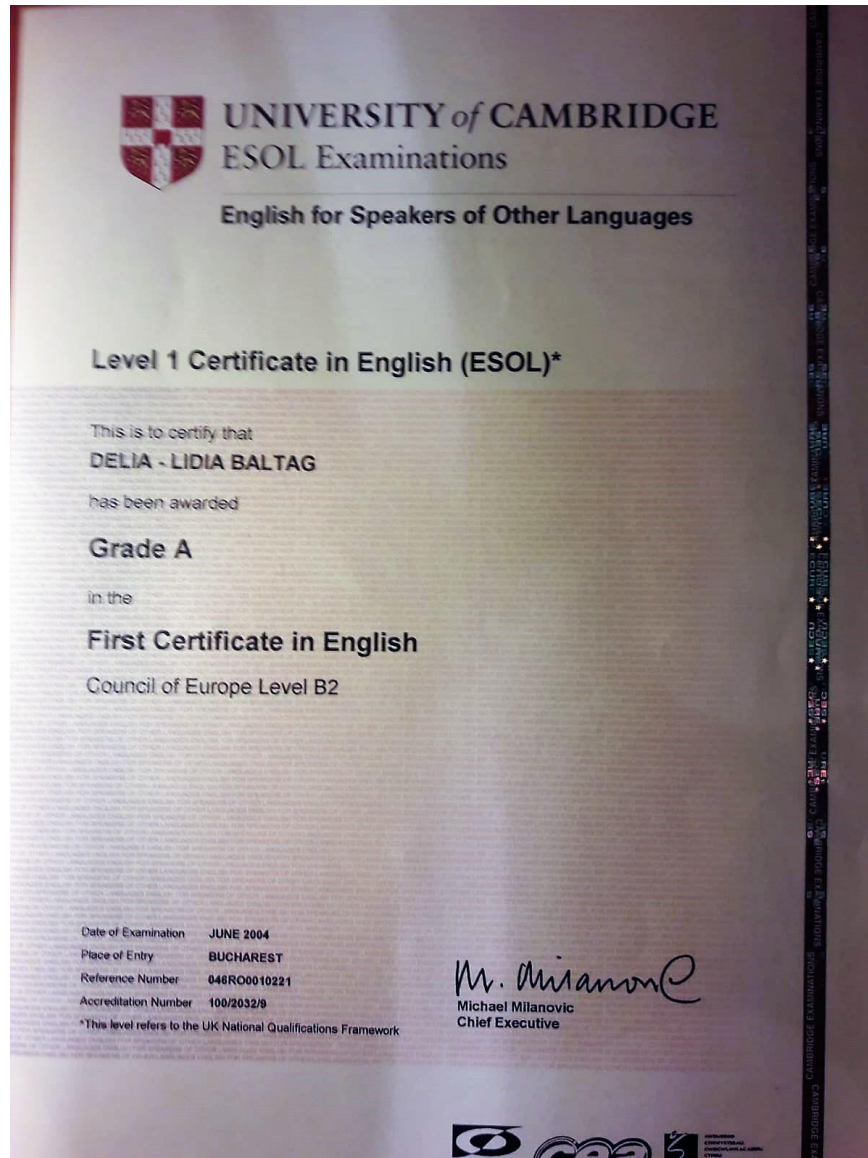 UNIVERSITY of CAMBRIDGE
ESOL Examinations
English for Speakers of Other Languages
Level 1 Certificate in English (ESOL)*
This is to certify that
DELIA - LIDIA BALTAG
has been awarded
Grade A
in the
First Certificate in English
Council of Europe Level B2
Date of Examination JUNE 2004
Place of Entry BUCHAREST
Reference Number 046RO0010221
Accreditation Number 100/2032/9
*This level refers to the UK National Qualifications Framework
M. Milanovic
Michael Milanovic
Chief Executive
CAMBRIDGE EXAMINATIONS